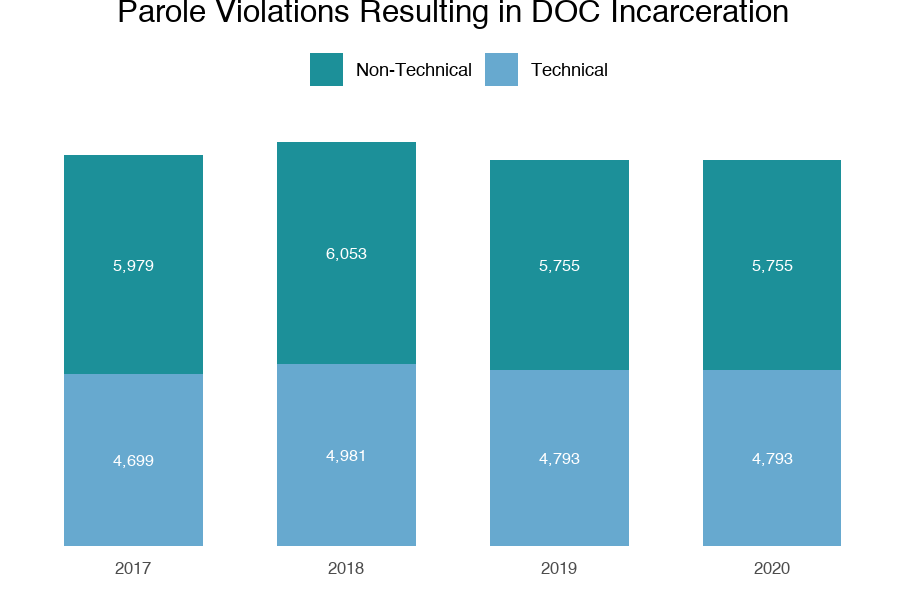 Parole Violations Resulting in DOC Incarceration
Non-Technical Technical
5,979 6,053 5,755 5,755
4,699 4,981 4,793 4,793
2017 2018 2019 2020